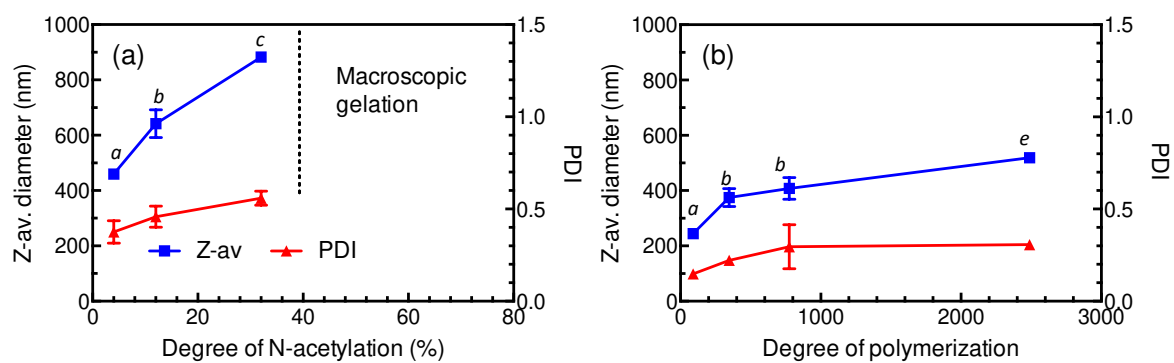 (a)
Z-av. diameter (nm)
1000
800
600
400
200
0
a
b
c
Macroscopic
gelation
Z-av
PDI
1.5
1.0
0.5
0.0
PDI
0
20
40
60
80
Degree of N-acetylation (%)
(b)
Z-av. diameter (nm)
1000
800
600
400
200
0
a
b
b
e
1.5
1.0
0.5
0.0
PDI
0
1000
2000
3000
Degree of polymerization